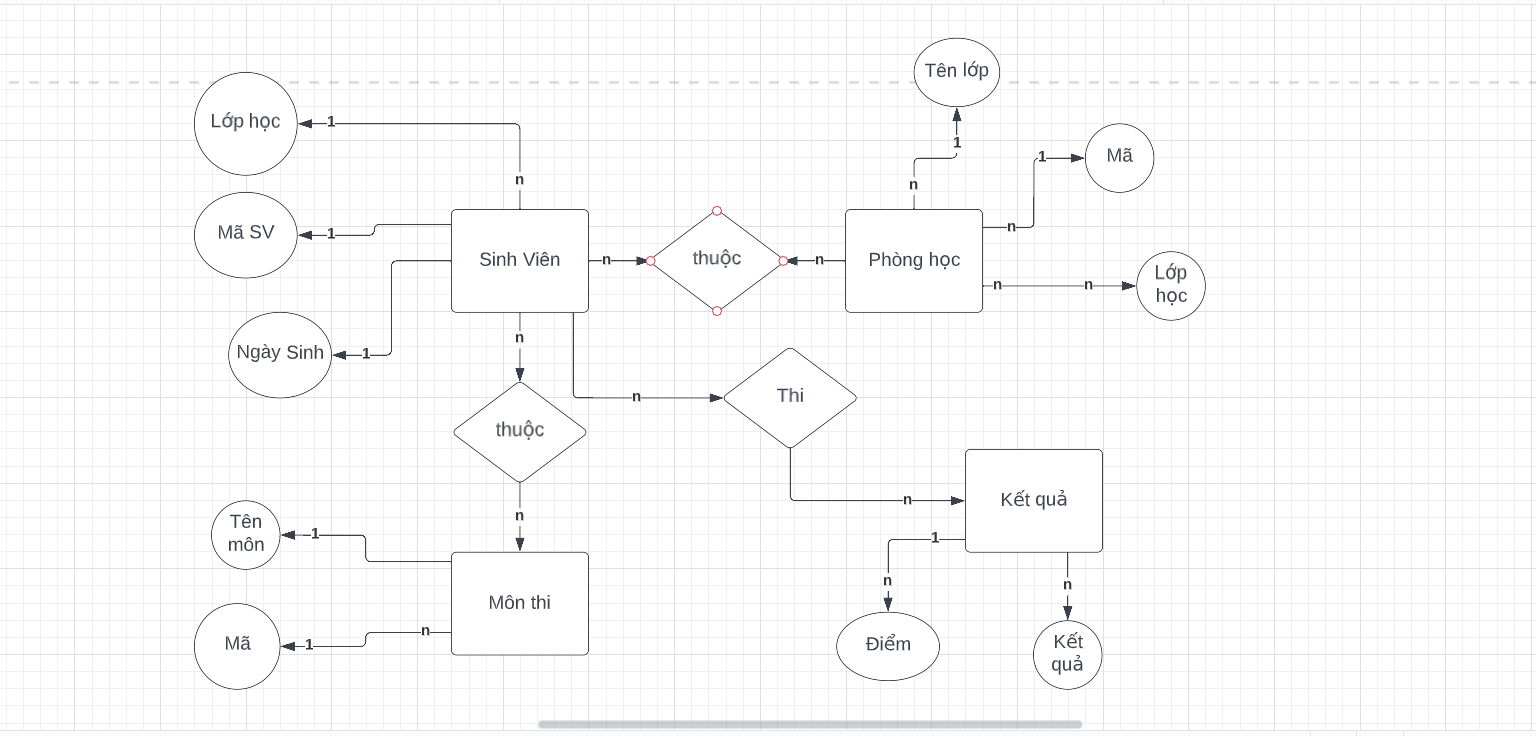 Tên lớp
Lớp học
1
1
1
Mã
n
n
Mã SV
1
n
Sinh Viên
n
thuộc
n
Phòng học
n
n
Lớp
học
n
Ngày Sinh
1
n
Thi
thuộc
n
Kết quả
n
Tên
môn
1
1
n
n
Môn thi
n
1
Mã
Điểm
Kết
quả